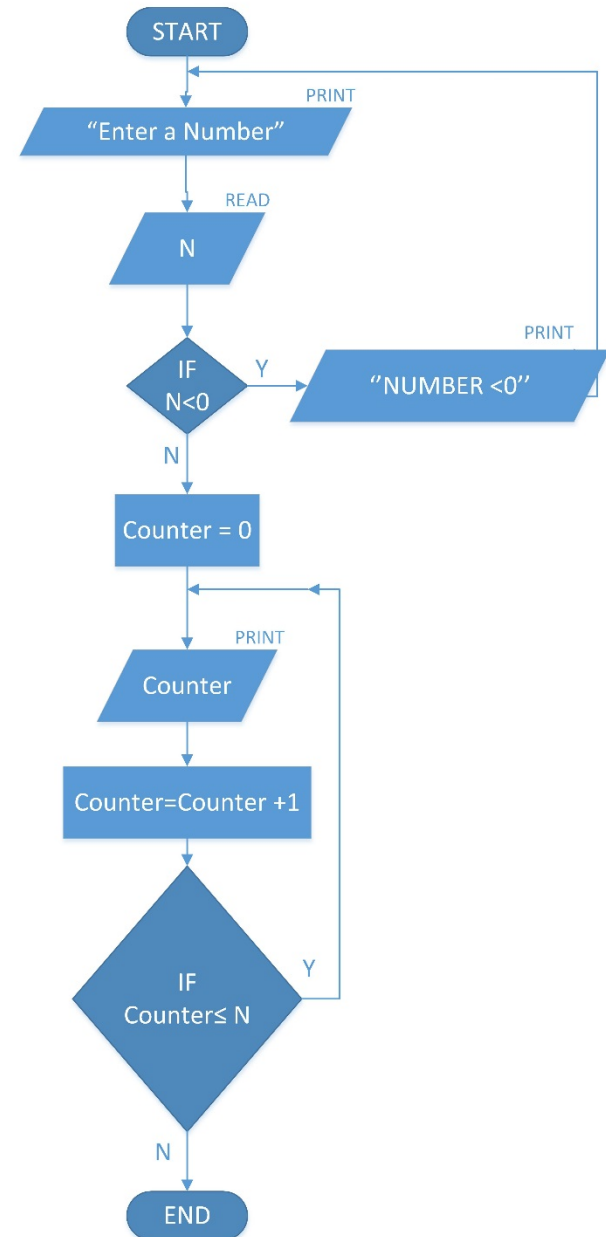 START
PRINT
“Enter a Number”
READ
N
IF
N<0
Y
PRINT
‘’NUMBER <0’’
N
Counter = 0
PRINT
Counter
Counter=Counter +1
IF
Counter≤ N
Y
N
END